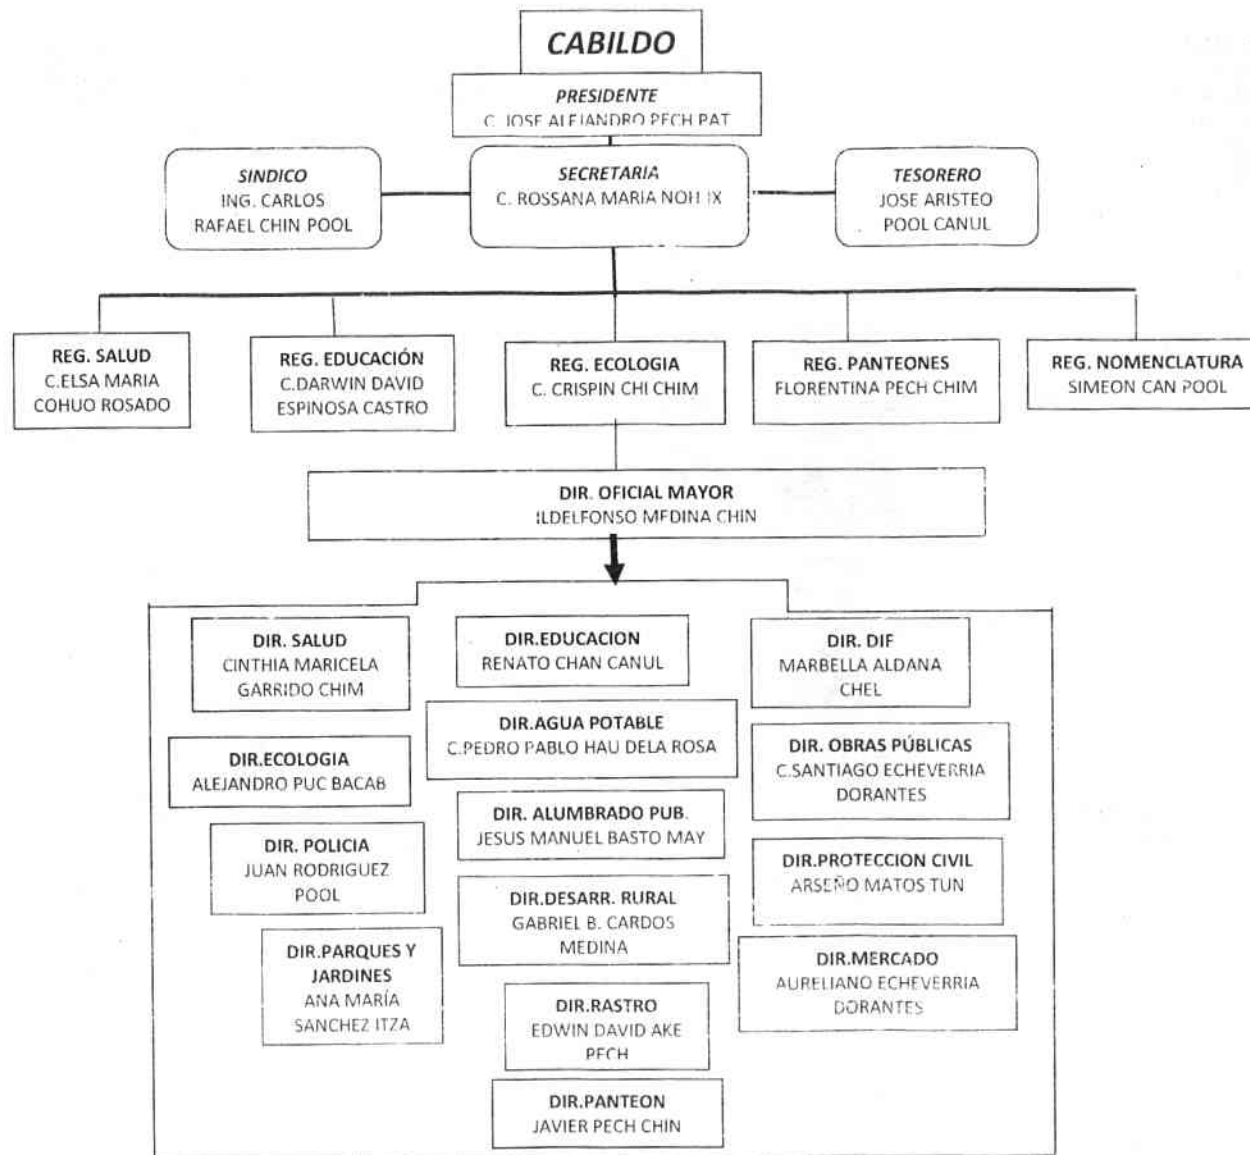 CABILDO
PRESIDENTE
C. JOSE ALEJANDRO PECH PAT
SINDICO
ING. CARLOS
RAFAEL CHIN POOL
SECRETARIA
C. ROSSANA MARIA NOH IX
TESORERO
JOSE ARISTEO
POOL CANUL
REG. SALUD
C.ELSA MARIA
COHUO ROSADO
REG. EDUCACIÓN
C.DARWIN DAVID
ESPINOSA CASTRO
REG. ECOLOGIA
C. CRISPIN CHI CHIM
REG. PANTEONES
FLORENTINA PECH CHIM
REG. NOMENCLATURA
SIMEON CAN POOL
DIR. OFICIAL MAYOR
ILDELFONSO MEDINA CHIN
DIR. SALUD
CINTHIA MARICELA
GARRIDO CHIM
DIR.EDUCACION
RENATO CHAN CANUL
DIR. DIF
MARBELLA ALDANA
CHEL
DIR.AGUA POTABLE
C.PEDRO PABLO HAU DELA ROSA
DIR.ECOLOGIA
ALEJANDRO PUC BACAB
DIR. OBRAS PÚBLICAS
C.SANTIAGO ECHEVERRIA
DORANTES
DIR. ALUMBRADO PUB.
JESUS MANUEL BASTO MAY
DIR. POLICIA
JUAN RODRIGUEZ
POOL
DIR.PROTECCION CIVIL
ARSEÑO MATOS TUN
DIR.DESARR. RURAL
GABRIEL B. CARDOS
MEDINA
DIR.PARQUES Y
JARDINES
ANA MARÍA
SANCHEZ ITZA
DIR.MERCADO
AURELIANO ECHEVERRIA
DORANTES
DIR.RASTRO
EDWIN DAVID AKE
PECH
DIR.PANTEON
JAVIER PECH CHIN